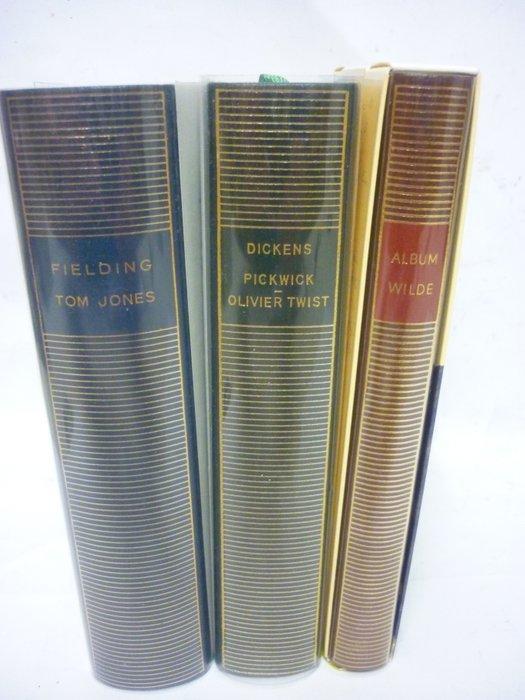 FIELDING
TOM JONES
DICKENS
PICKWICK
–
OLIVIER TWIST
ALBUM
WILDE